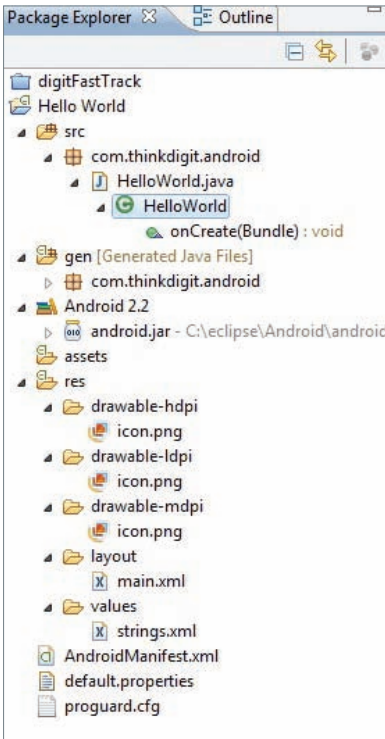 Package Explorer Outline
digitFastTrack
Hello World
src
com.thinkdigit.android
HelloWorld.java
HelloWorld
onCreate(Bundle) : void
gen [Generated Java Files]
com.thinkdigit.android
Android 2.2
android.jar - C:\eclipse\Android\android
assets
res
drawable-hdpi
icon.png
drawable-ldpi
icon.png
drawable-mdpi
icon.png
layout
main.xml
values
strings.xml
AndroidManifest.xml
default.properties
proguard.cfg